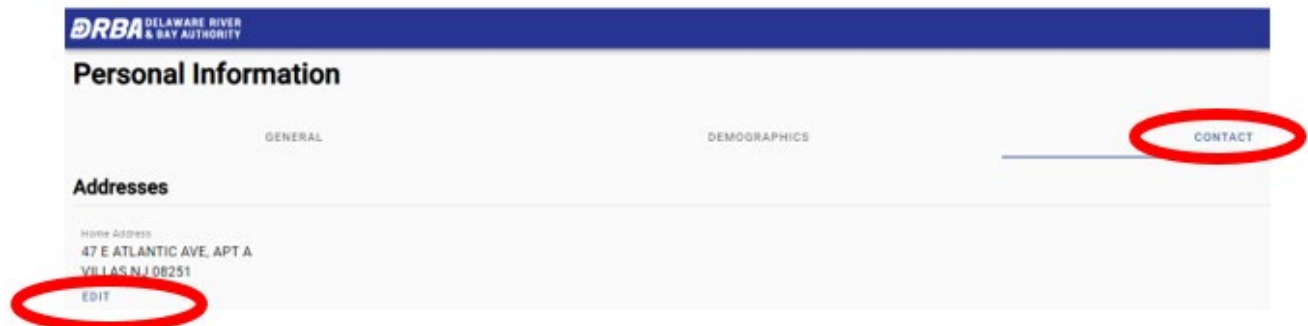 DRBA DELAWARE RIVER & BAY AUTHORITY
Personal Information
GENERAL DEMOGRAPHICS CONTACT
Addresses
Home Address
47 E ATLANTIC AVE, APT A
VILLAS NJ 08251
EDIT